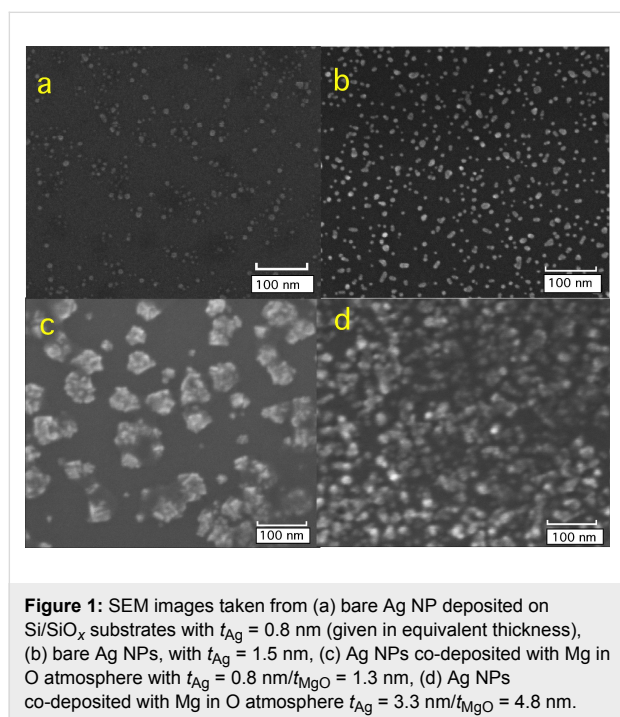 a
b
100 nm
100 nm
c
d
100 nm
100 nm
Figure 1: SEM images taken from (a) bare Ag NP deposited on
Si/SiOx substrates with tAg = 0.8 nm (given in equivalent thickness),
(b) bare Ag NPs, with tAg = 1.5 nm, (c) Ag NPs co-deposited with Mg in
O atmosphere with tAg = 0.8 nm/tMgO = 1.3 nm, (d) Ag NPs
co-deposited with Mg in O atmosphere tAg = 3.3 nm/tMgO = 4.8 nm.